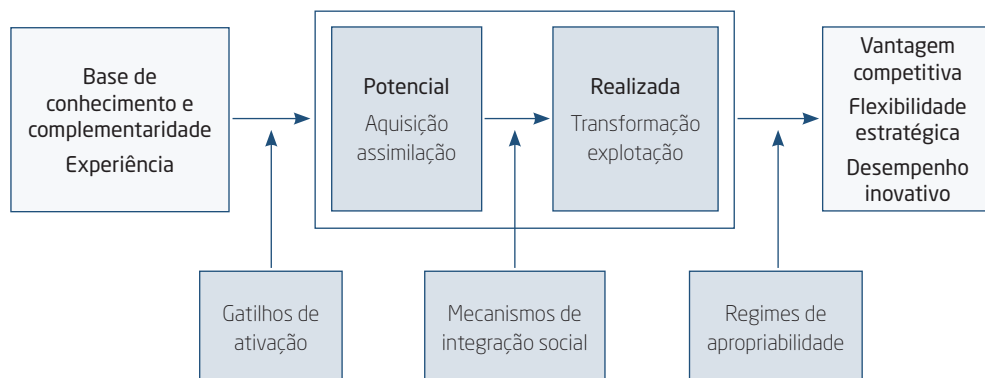 Base de
conhecimento e
complementaridade
Experiência
Potencial
Aquisição
assimilação
Realizada
Transformação
explotação
Vantagem
competitiva
Flexibilidade
estratégica
Desempenho
inovativo
Gatilhos de
ativação
Mecanismos de
integração social
Regimes de
apropriabilidade